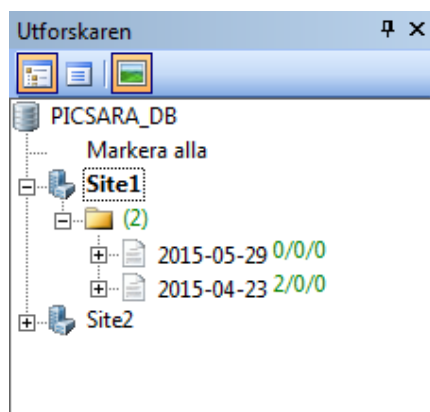 Utforskaren
PICSARA_DB
Markera alla
Site1
(2)
2015-05-29 0/0/0
2015-04-23 2/0/0
Site2